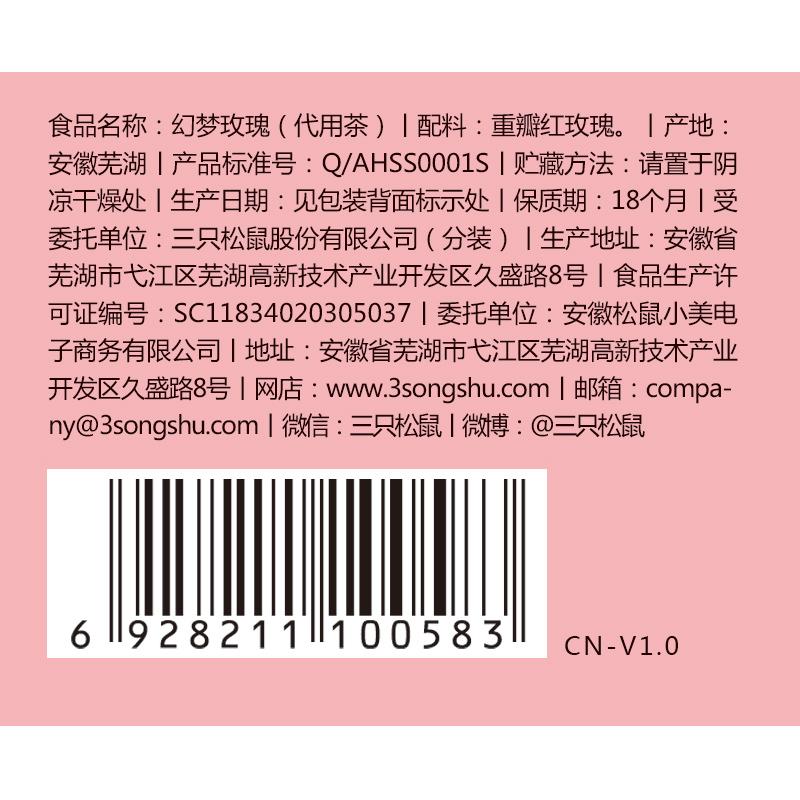 食品名称：幻梦玫瑰（代用茶）丨配料：重瓣红玫瑰。丨产地：
安徽芜湖丨产品标准号：Q/AHSS0001S丨贮藏方法：请置于阴
凉干燥处丨生产日期：见包装背面标示处丨保质期：18个月丨受
委托单位：三只松鼠股份有限公司（分装）丨生产地址：安徽省
芜湖市弋江区芜湖高新技术产业开发区久盛路8号丨食品生产许
可证编号：SC11834020305037丨委托单位：安徽松鼠小美电
子商务有限公司丨地址：安徽省芜湖市弋江区芜湖高新技术产业
开发区久盛路8号丨网店：www.3songshu.com丨邮箱：compa-
ny@3songshu.com丨微信：三只松鼠丨微博：@三只松鼠
6 928211 100583
CN-V1.0